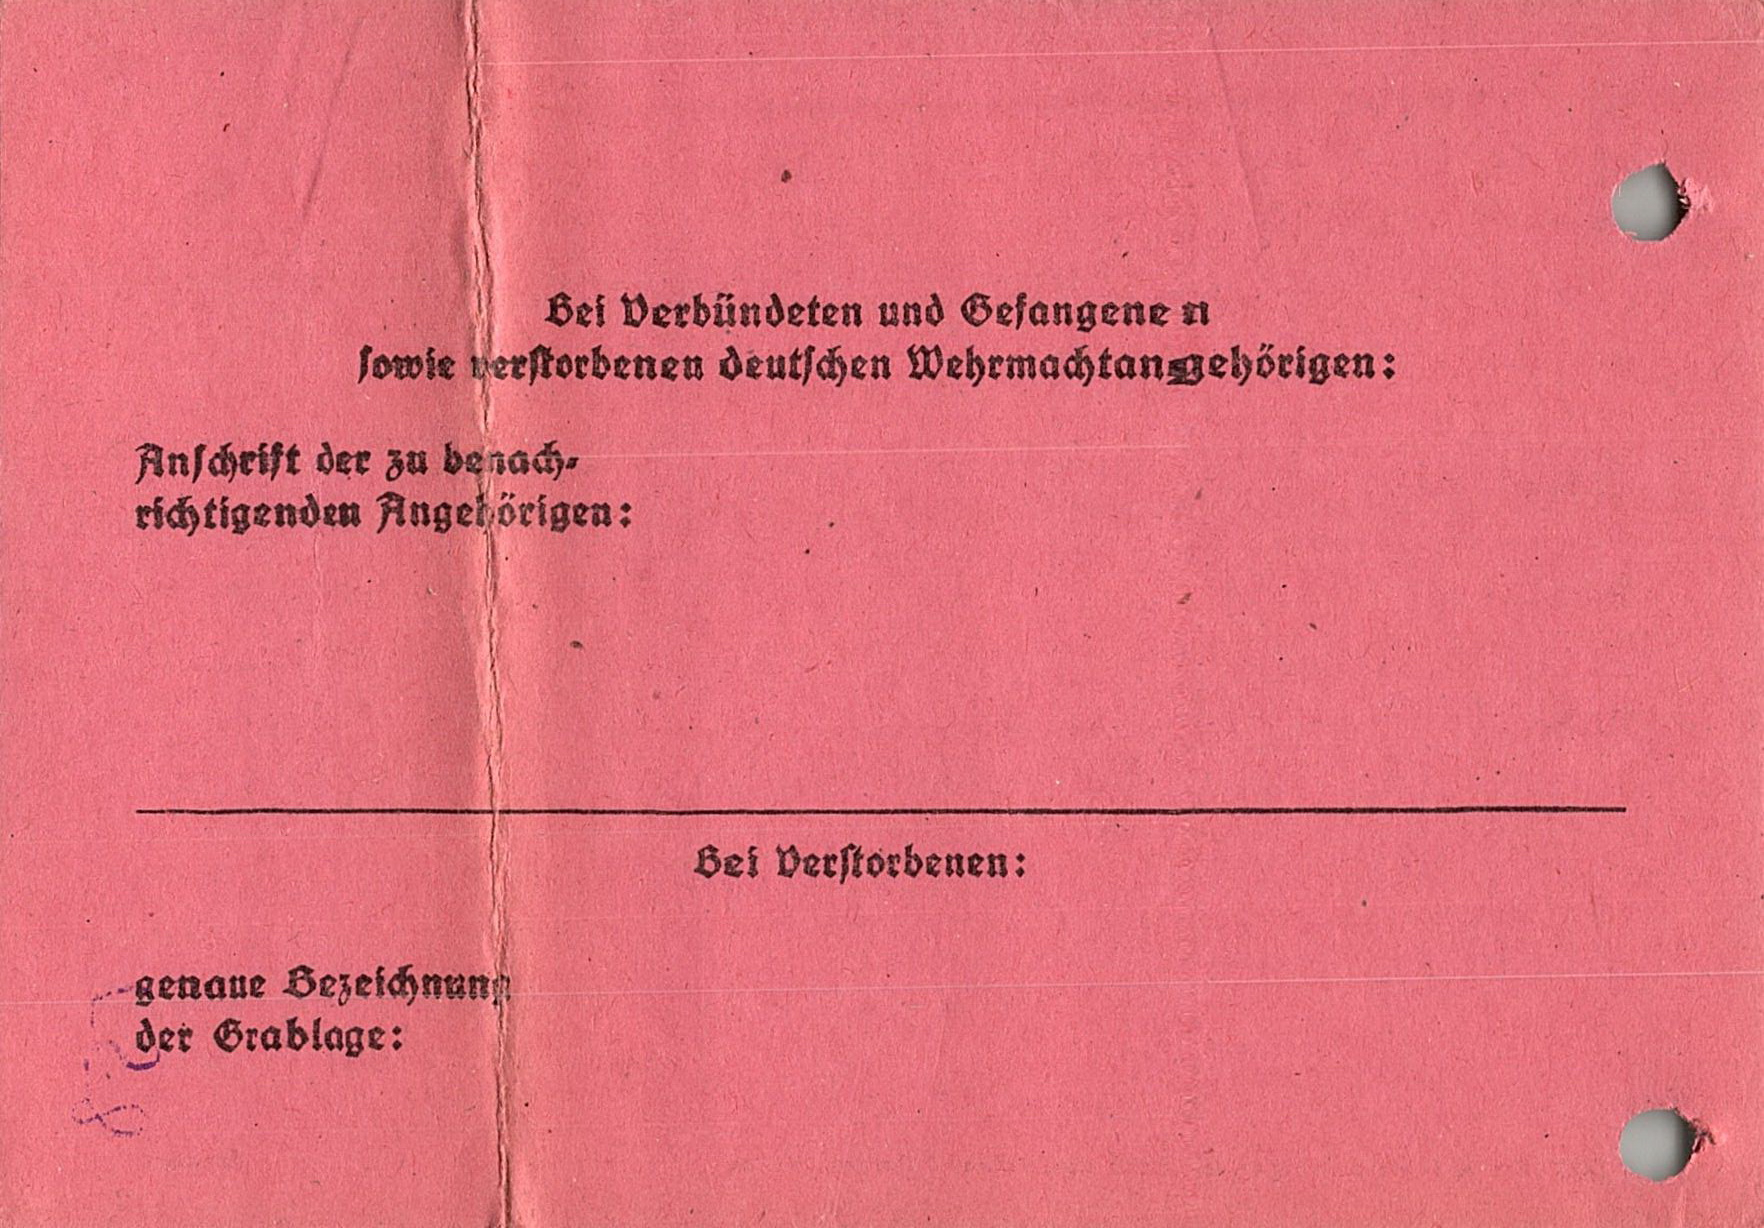 Bei Verbündeten und Gefangenen
sowie verstorbenen deutschen Wehrmachtangehörigen:
Anschrift der zu benach-
richtigenden Angehörigen:
Bei Verstorbenen:
genaue Bezeichnung
der Grablage: